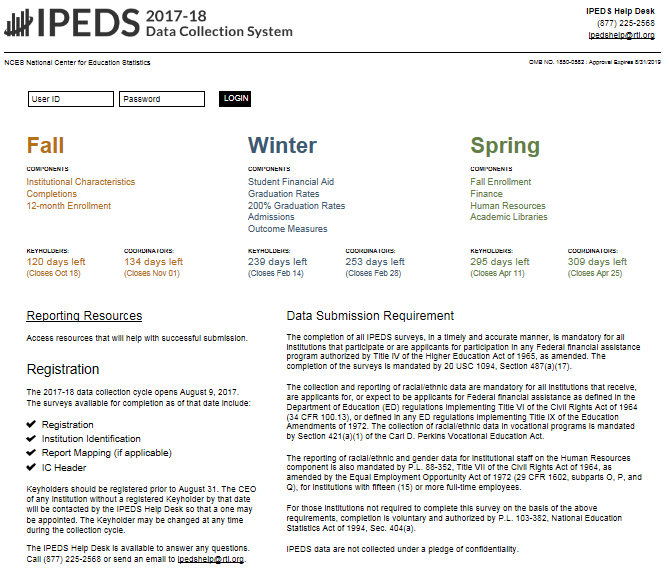 IPEDS 2017-18
Data Collection System
IPEDS Help Desk
(877) 225-2568
ipedshelp@rti.org
NCES National Center for Education Statistics
OMB NO. 1850-0582 : Approval Expires 8/31/2019
User ID
Password
LOGIN
Fall
COMPONENTS
Institutional Characteristics
Completions
12-month Enrollment
KEYHOLDERS:
120 days left
(Closes Oct 18)
COORDINATORS:
134 days left
(Closes Nov 01)
Winter
COMPONENTS
Student Financial Aid
Graduation Rates
200% Graduation Rates
Admissions
Outcome Measures
KEYHOLDERS:
239 days left
(Closes Feb 14)
COORDINATORS:
253 days left
(Closes Feb 28)
Spring
COMPONENTS
Fall Enrollment
Finance
Human Resources
Academic Libraries
KEYHOLDERS:
295 days left
(Closes Apr 11)
COORDINATORS:
309 days left
(Closes Apr 25)
Reporting Resources
Access resources that will help with successful submission.
Registration
The 2017-18 data collection cycle opens August 9, 2017.
The surveys available for completion as of that date include:
Registration
Institution Identification
Report Mapping (if applicable)
IC Header
Keyholders should be registered prior to August 31. The CEO
of any institution without a registered Keyholder by that date
will be contacted by the IPEDS Help Desk so that a one may
be appointed. The Keyholder may be changed at any time
during the collection cycle.
The IPEDS Help Desk is available to answer any questions.
Call (877) 225-2568 or send an email to ipedshelp@rti.org.
Data Submission Requirement
The completion of all IPEDS surveys, in a timely and accurate manner, is mandatory for all
institutions that participate or are applicants for participation in any Federal financial assistance
program authorized by Title IV of the Higher Education Act of 1965, as amended. The
completion of the surveys is mandated by 20 USC 1094, Section 487(a)(17).
The collection and reporting of racial/ethnic data are mandatory for all institutions that receive,
are applicants for, or expect to be applicants for Federal financial assistance as defined in the
Department of Education (ED) regulations implementing Title VI of the Civil Rights Act of 1964
(34 CFR 100.13), or defined in any ED regulations implementing Title IX of the Education
Amendments of 1972. The collection of racial/ethnic data in vocational programs is mandated
by Section 421(a)(1) of the Carl D. Perkins Vocational Education Act.
The reporting of racial/ethnic and gender data for institutional staff on the Human Resources
component is also mandated by P.L. 88-352, Title VII of the Civil Rights Act of 1964, as
amended by the Equal Employment Opportunity Act of 1972 (29 CFR 1602, subparts O, P, and
Q), for institutions with fifteen (15) or more full-time employees.
For those institutions not required to complete this survey on the basis of the above
requirements, completion is voluntary and authorized by P.L. 103-382, National Education
Statistics Act of 1994, Sec. 404(a).
IPEDS data are not collected under a pledge of confidentiality.